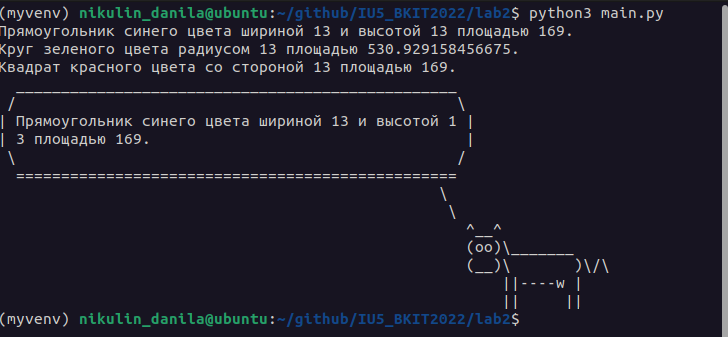 (myvenv) nikulin_danila@ubuntu:~/github/IU5_BKIT2022/lab2$ python3 main.py
Прямоугольник синего цвета шириной 13 и высотой 13 площадью 169.
Круг зеленого цвета радиусом 13 площадью 530.929158456675.
Квадрат красного цвета со стороной 13 площадью 169.
  _________________________________________________
 /                                                 \
| Прямоугольник синего цвета шириной 13 и высотой 1 |
| 3 площадью 169.                                   |
 \                                                 /
  =================================================
                                                 \
                                                  \
                                                    ^__^
                                                    (oo)\_______
                                                    (__)\       )\/\
                                                        ||----w |
                                                        ||     ||
(myvenv) nikulin_danila@ubuntu:~/github/IU5_BKIT2022/lab2$